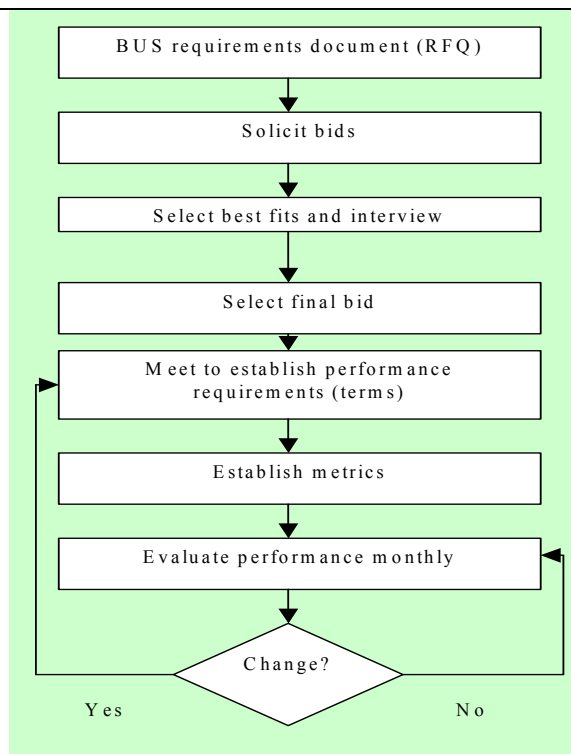 BUS requirements document (RFQ)
Solicit bids
Select best fits and interview
Select final bid
Meet to establish performance
requirements (terms)
Establish metrics
Evaluate performance monthly
Change?
Yes
No